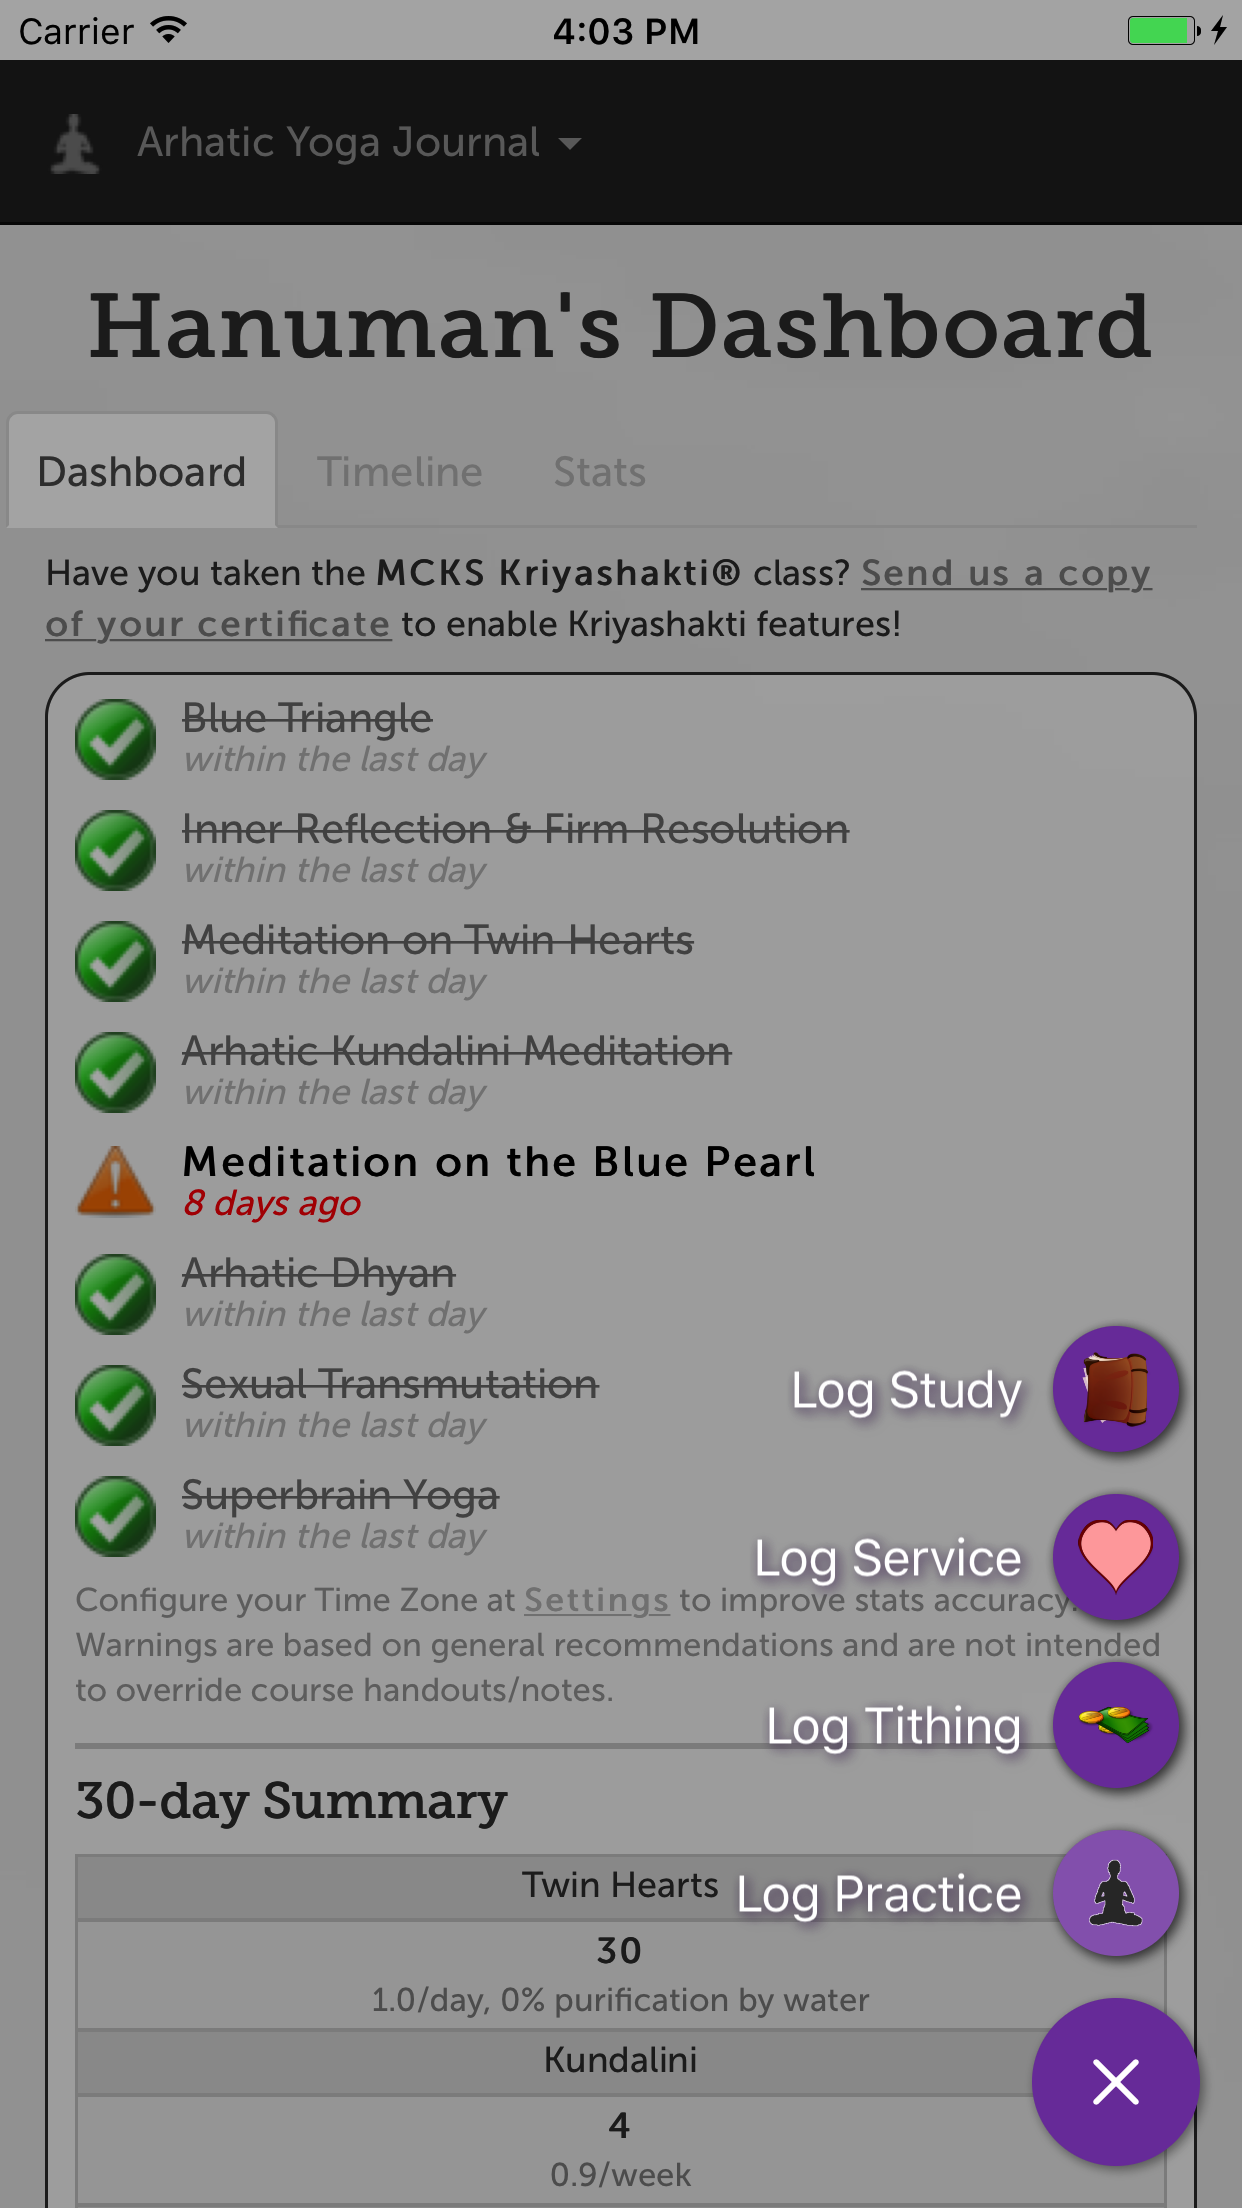 Carrier
4:03 PM
Arhatic Yoga Journal
Hanuman's Dashboard
Dashboard
Timeline
Stats
Have you taken the MCKS Kriyashakti® class? Send us a copy
of your certificate to enable Kriyashakti features!
Blue Triangle
within the last day
Inner Reflection & Firm Resolution
within the last day
Meditation on Twin Hearts
within the last day
Arhatic Kundalini Meditation
within the last day
Meditation on the Blue Pearl
8 days ago
Arhatic Dhyan
within the last day
Sexual Transmutation
within the last day
Log Study
Superbrain Yoga
within the last day
Log Service
Configure your Time Zone at Settings to improve stats accuracy.
Warnings are based on general recommendations and are not intended
to override course handouts/notes.
Log Tithing
30-day Summary
Twin Hearts
Log Practice
30
1.0/day, 0% purification by water
Kundalini
4
0.9/week